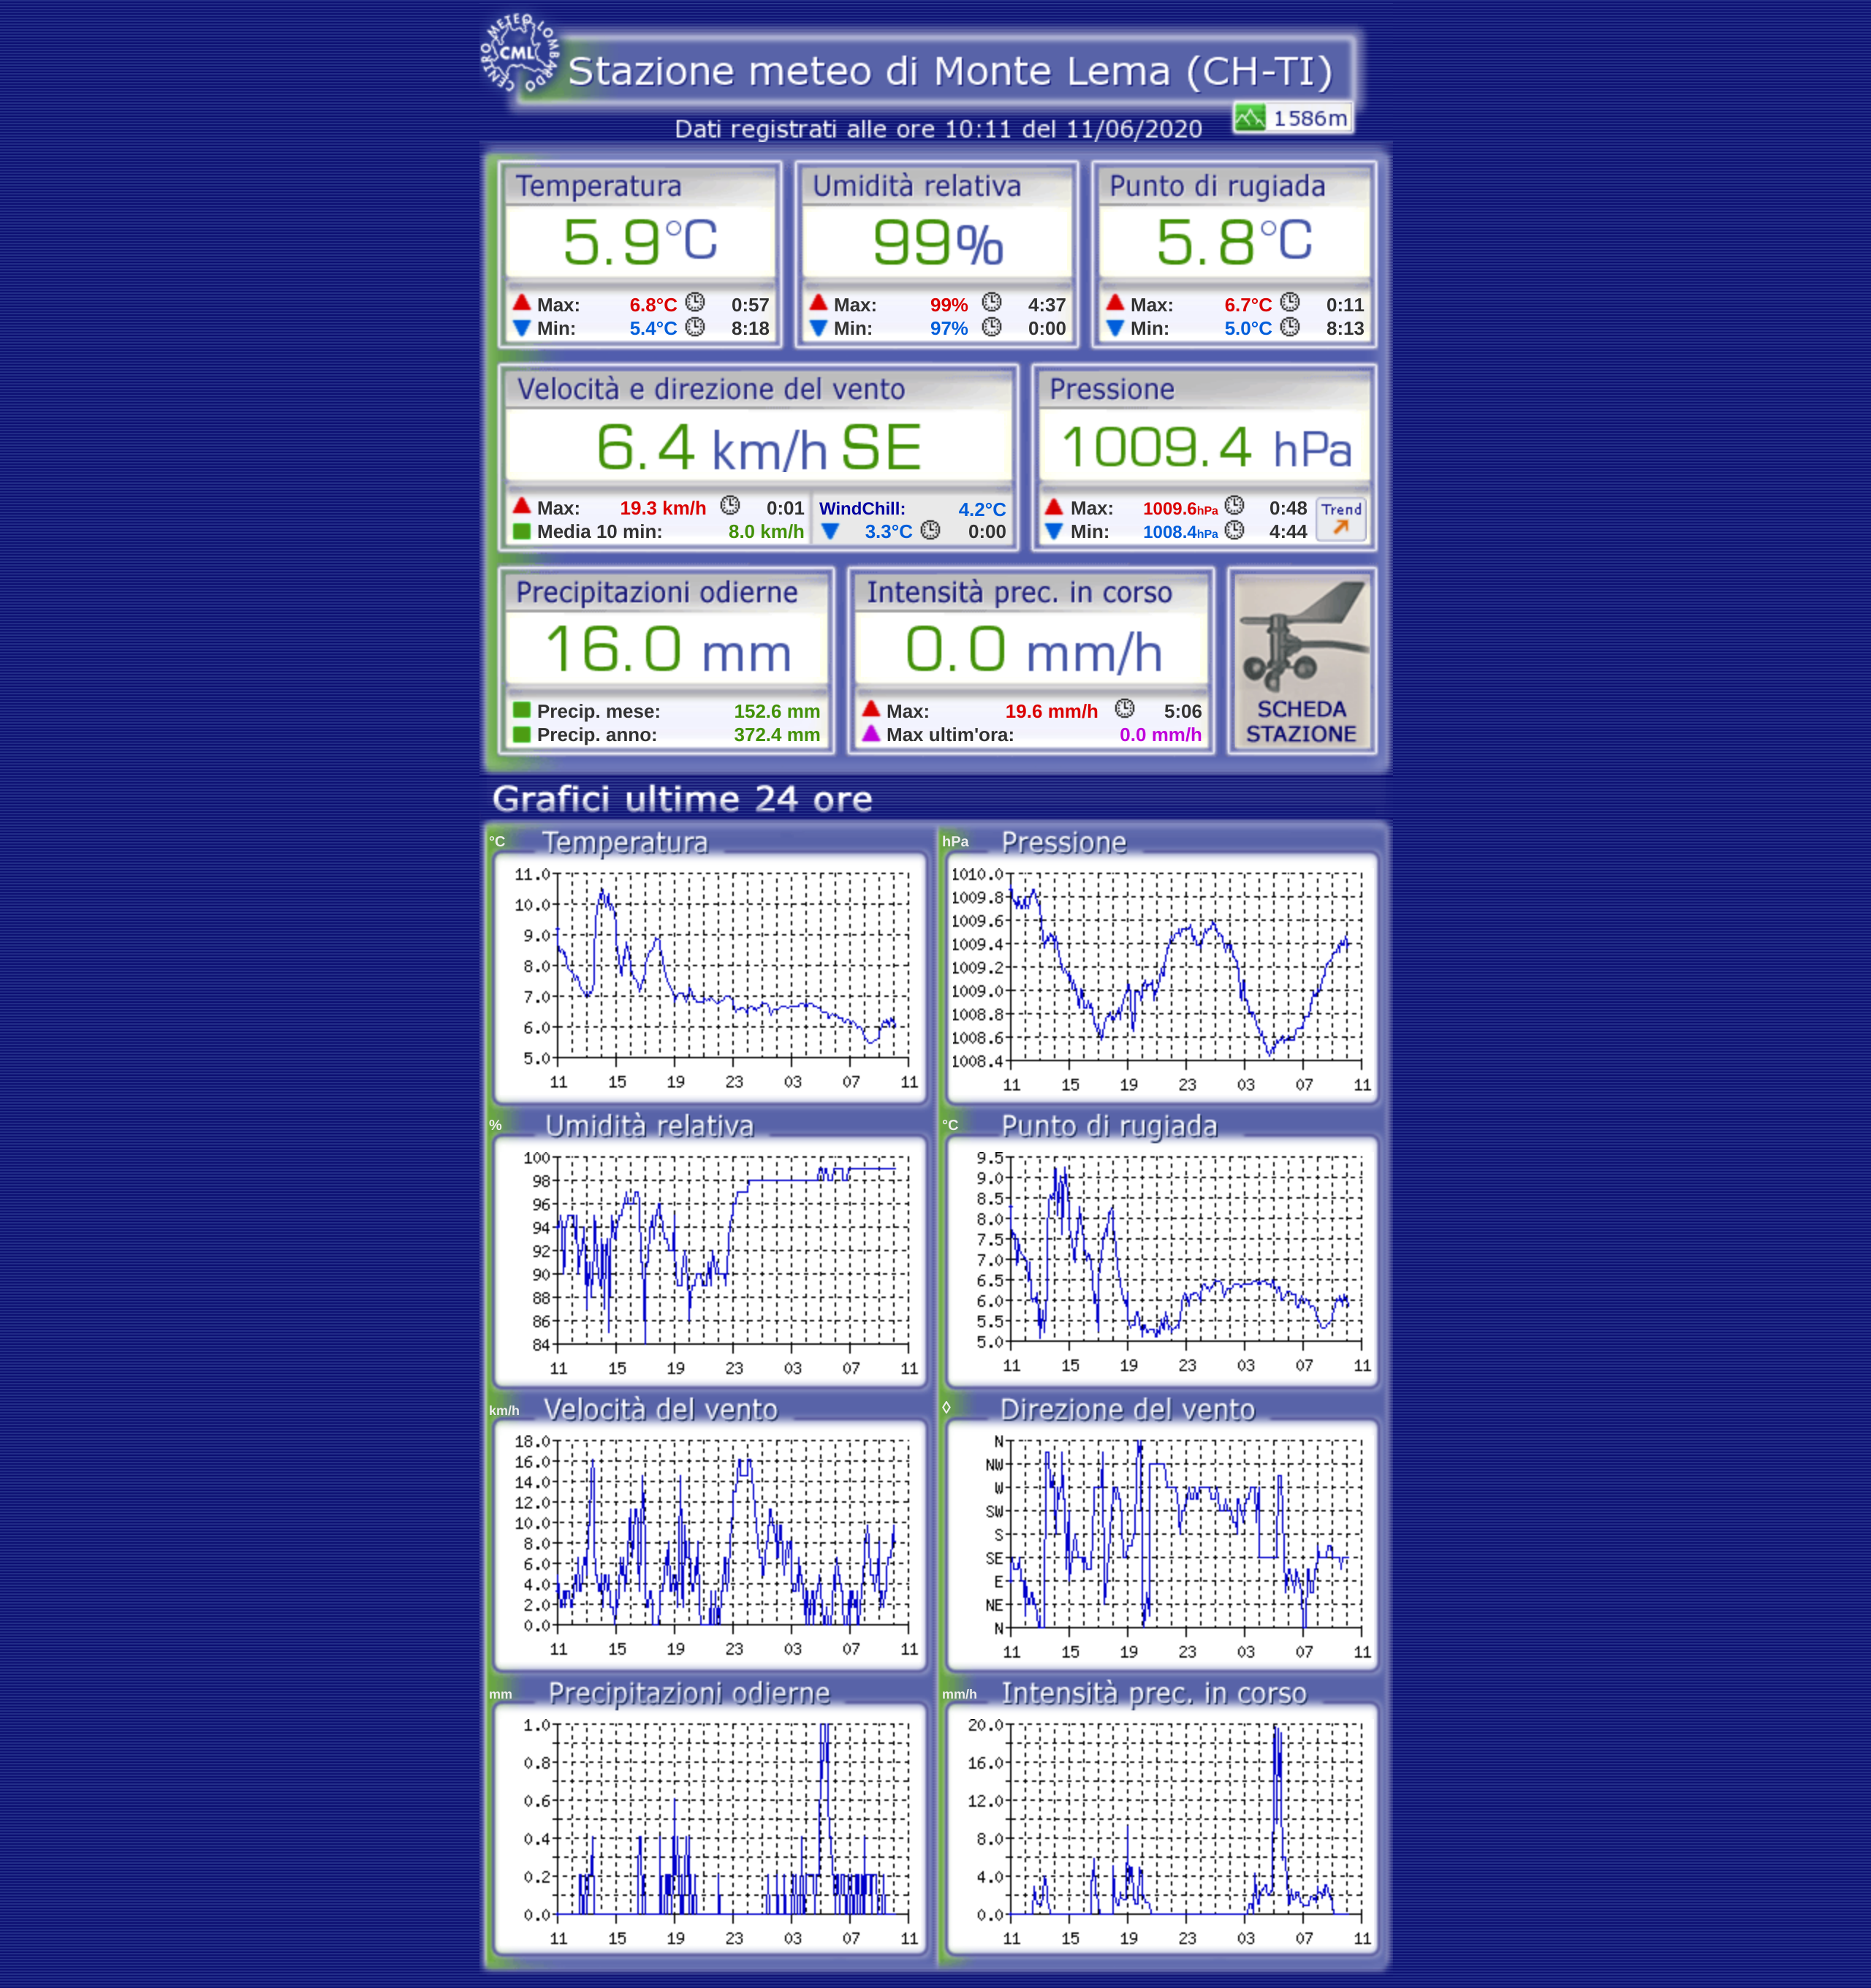 CENTRO METEO LOMBARDO
CML
Stazione meteo di Monte Lema (CH-TI)
1586m
Dati registrati alle ore 10:11 del 11/06/2020
Temperatura
5.9°C
Max: 6.8°C 0:57
Min: 5.4°C 8:18
Umidità relativa
99%
Max: 99% 4:37
Min: 97% 0:00
Punto di rugiada
5.8°C
Max: 6.7°C 0:11
Min: 5.0°C 8:13
Velocità e direzione del vento
6.4 km/h SE
Max: 19.3 km/h 0:01
Media 10 min: 8.0 km/h
WindChill: 4.2°C
3.3°C 0:00
Pressione
1009.4 hPa
Max: 1009.6hPa 0:48
Min: 1008.4hPa 4:44
Trend
Precipitazioni odierne
16.0 mm
Precip. mese: 152.6 mm
Precip. anno: 372.4 mm
Intensità prec. in corso
0.0 mm/h
Max: 19.6 mm/h 5:06
Max ultim'ora: 0.0 mm/h
SCHEDA
STAZIONE
Grafici ultime 24 ore
°C Temperatura
11.0
10.0
9.0
8.0
7.0
6.0
5.0
11 15 19 23 03 07 11
hPa Pressione
1010.0
1009.8
1009.6
1009.4
1009.2
1009.0
1008.8
1008.6
1008.4
11 15 19 23 03 07 11
% Umidità relativa
100
98
96
94
92
90
88
86
84
11 15 19 23 03 07 11
°C Punto di rugiada
9.5
9.0
8.5
8.0
7.5
7.0
6.5
6.0
5.5
5.0
11 15 19 23 03 07 11
km/h Velocità del vento
18.0
16.0
14.0
12.0
10.0
8.0
6.0
4.0
2.0
0.0
11 15 19 23 03 07 11
◊ Direzione del vento
N
NW
W
SW
S
SE
E
NE
N
11 15 19 23 03 07 11
mm Precipitazioni odierne
1.0
0.8
0.6
0.4
0.2
0.0
11 15 19 23 03 07 11
mm/h Intensità prec. in corso
20.0
16.0
12.0
8.0
4.0
0.0
11 15 19 23 03 07 11